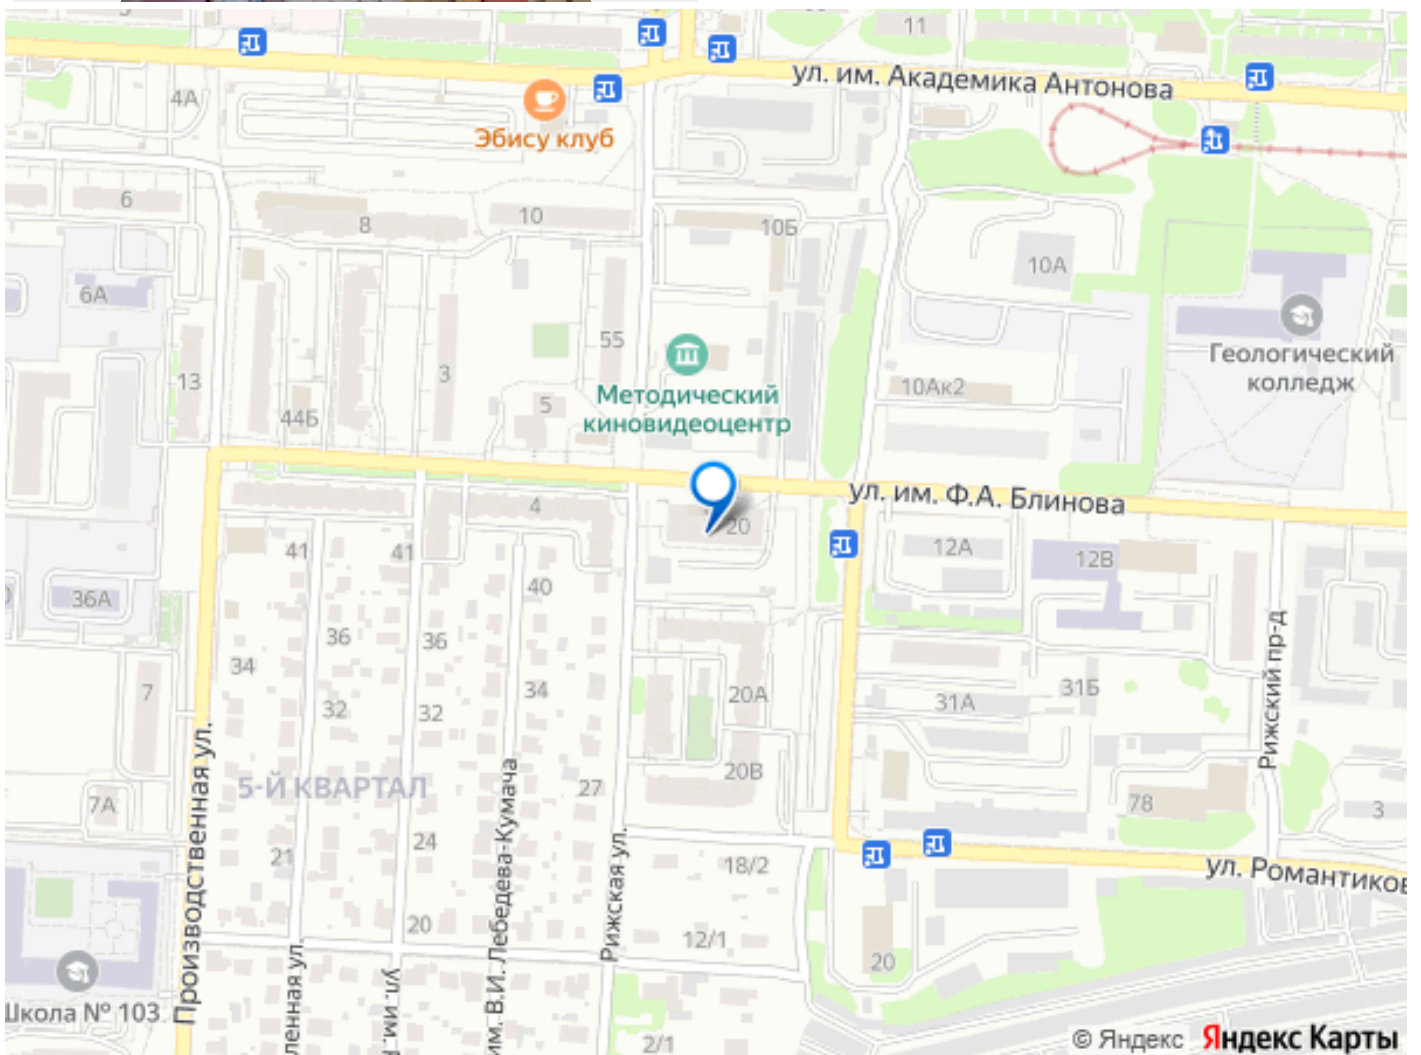 11
ул. им. Академика Антонова
4А
Эбису клуб
6
8
10
10Б
10А
6А
55
Геологический
колледж
13
3
10Ак2
Методический
киновидеоцентр
5
44Б
ул. им. Ф.А. Блинова
4
20
41
41
12А
12В
40
36А
36
36
34
Рижский пр-д
7
34
20А
31А
31Б
32
32
5-Й КВАРТАЛ
27
20В
7А
78
3
Производственная ул.
им. В.И. Лебедева-Кумача
Рижская ул.
24
21
18/2
ул. Романтиков
20
12/1
20
Школа № 103
ленная ул.
ул. им.
2/1
© Яндекс Яндекс Карты